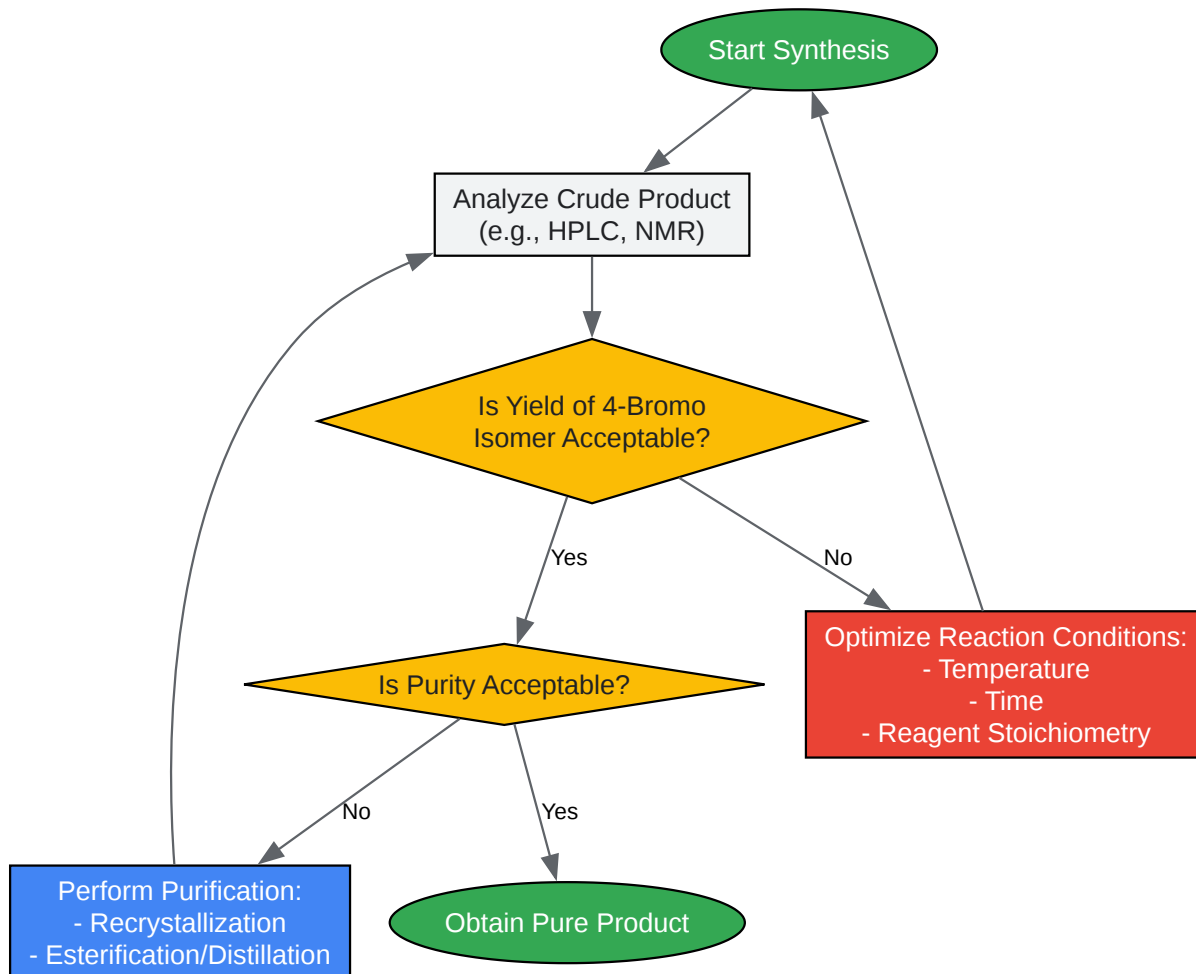 Start Synthesis
Analyze Crude Product
(e.g., HPLC, NMR)
Is Yield of 4-Bromo
Isomer Acceptable?
Yes
No
Optimize Reaction Conditions:
- Temperature
- Time
- Reagent Stoichiometry
Is Purity Acceptable?
No
Yes
Perform Purification:
- Recrystallization
- Esterification/Distillation
Obtain Pure Product